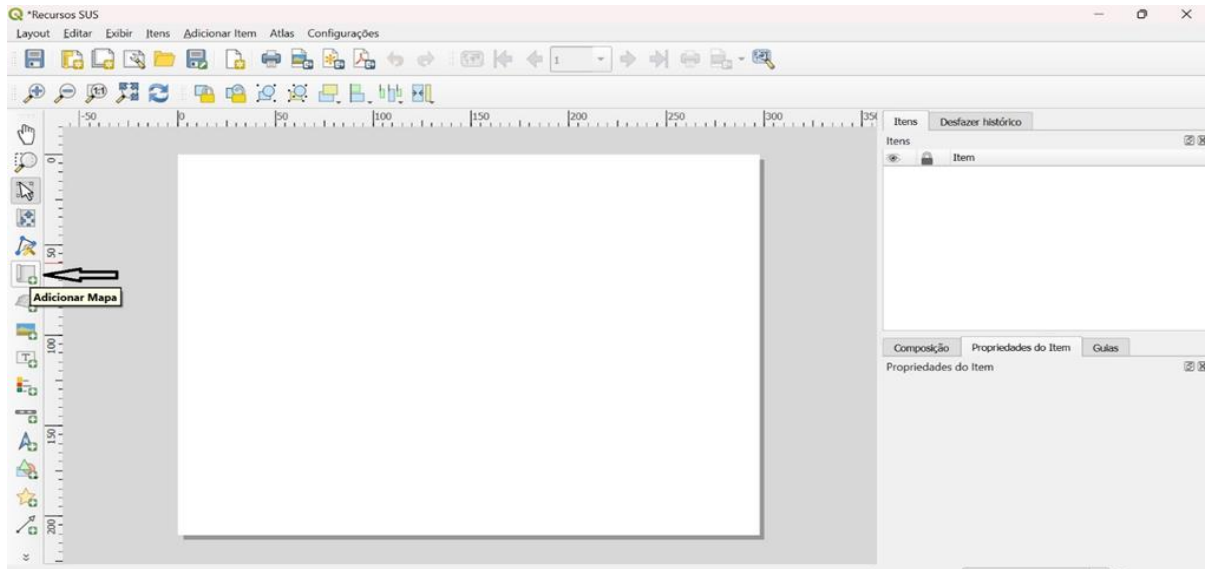 *Recursos SUS
Layout Editar Exibir Itens Adicionar Item Atlas Configurações
1
-50 0 50 100 150 200 250 300 350
Itens Desfazer histórico
Itens
Item
0
50
Adicionar Mapa
100
Composição Propriedades do Item Guias
Propriedades do Item
150
200